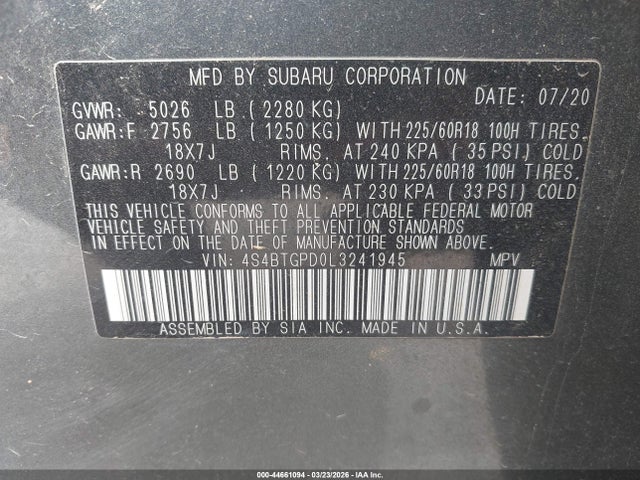 MFD BY SUBARU CORPORATION
DATE: 07/20
GVWR: 5026 LB (2280 KG)
GAWR:F 2756 LB (1250 KG) WITH 225/60R18 100H TIRES,
18X7J RIMS, AT 240 KPA (35 PSI) COLD
GAWR:R 2690 LB (1220 KG) WITH 225/60R18 100H TIRES,
18X7J RIMS, AT 230 KPA (33 PSI) COLD
THIS VEHICLE CONFORMS TO ALL APPLICABLE FEDERAL MOTOR
VEHICLE SAFETY AND THEFT PREVENTION STANDARDS IN EFFECT
ON THE DATE OF MANUFACTURE SHOWN ABOVE.
VIN: 4S4BTGPD0L3241945 MPV
ASSEMBLED BY SIA INC. MADE IN U.S.A.
000-44661094 | 03/23/2026 | IAAI